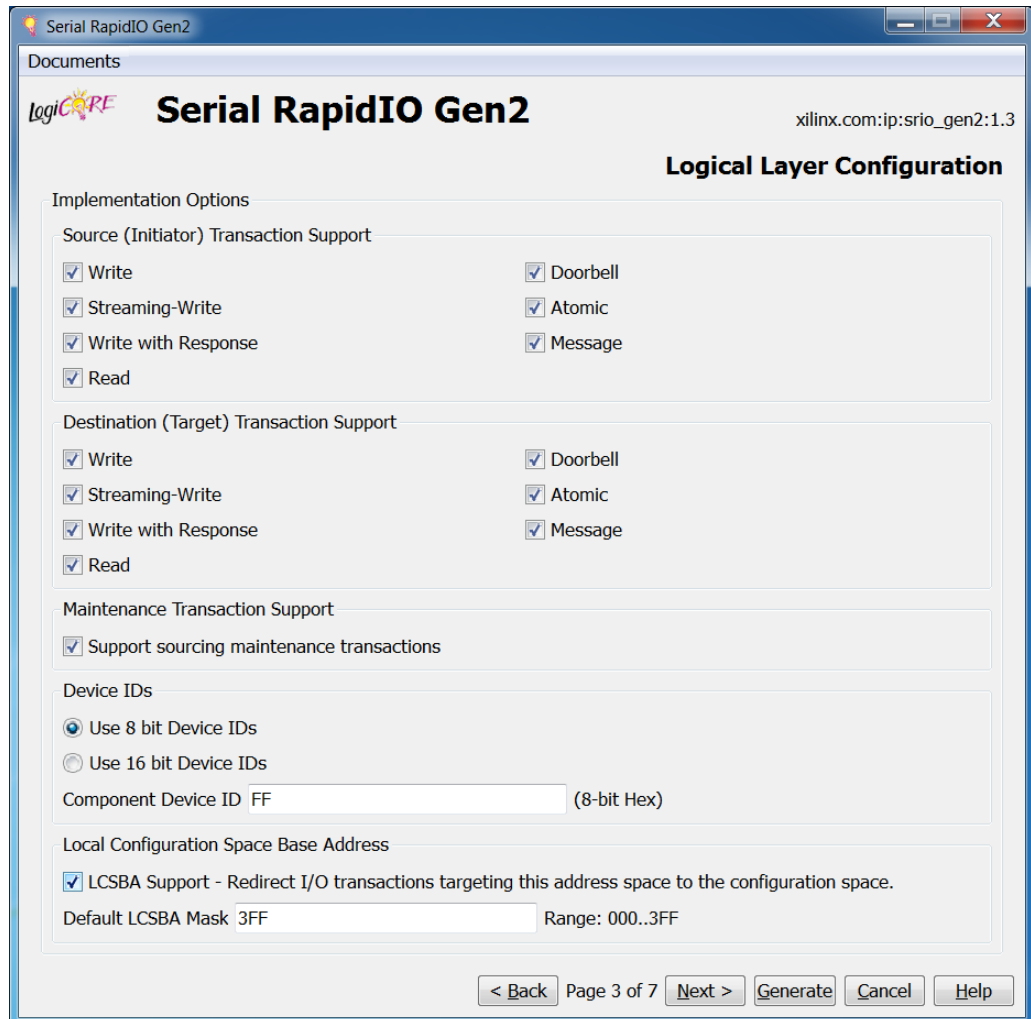 Serial RapidIO Gen2
Documents
LogiCORE
Serial RapidIO Gen2
xilinx.com:ip:srio_gen2:1.3
Logical Layer Configuration
Implementation Options
Source (Initiator) Transaction Support
Write Doorbell
Streaming-Write Atomic
Write with Response Message
Read
Destination (Target) Transaction Support
Write Doorbell
Streaming-Write Atomic
Write with Response Message
Read
Maintenance Transaction Support
Support sourcing maintenance transactions
Device IDs
Use 8 bit Device IDs
Use 16 bit Device IDs
Component Device ID FF (8-bit Hex)
Local Configuration Space Base Address
LCSBA Support - Redirect I/O transactions targeting this address space to the configuration space.
Default LCSBA Mask 3FF Range: 000..3FF
< Back Page 3 of 7 Next > Generate Cancel Help